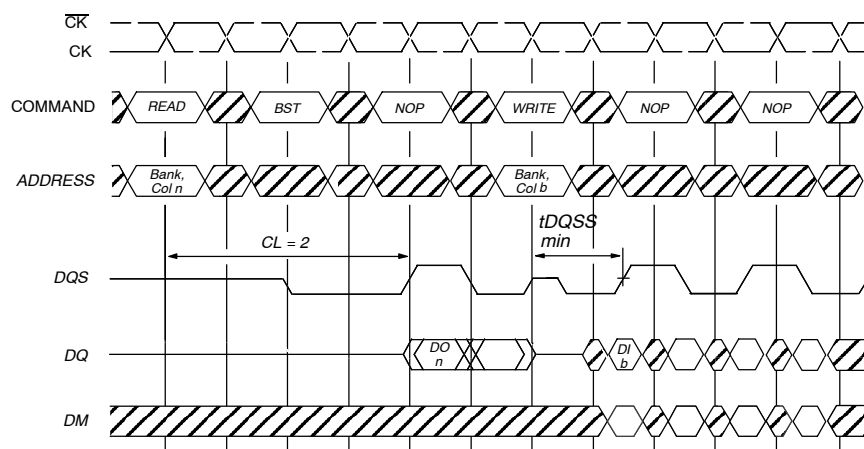 CK
CK
COMMAND
READ
BST
NOP
WRITE
NOP
NOP
ADDRESS
Bank,
Col n
Bank,
Col b
tDQSS
min
CL = 2
DQS
DQ
DO
n
DI
b
DM